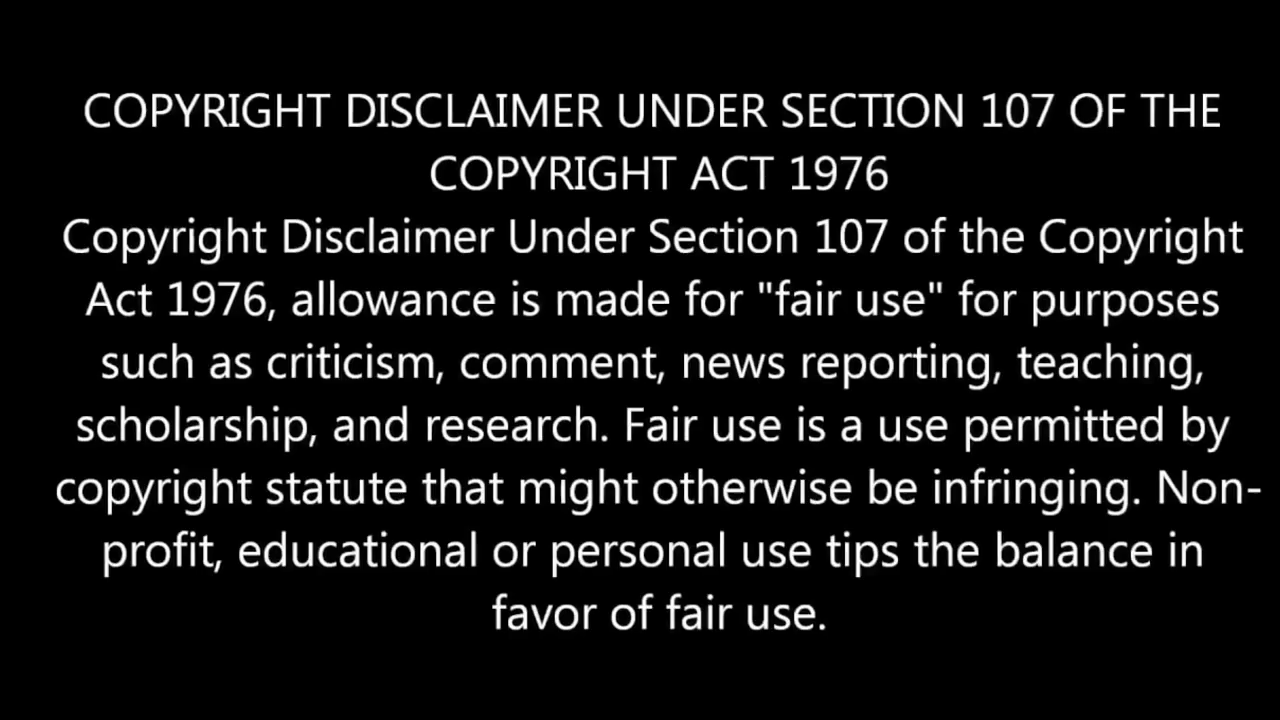 COPYRIGHT DISCLAIMER UNDER SECTION 107 OF THE
COPYRIGHT ACT 1976
Copyright Disclaimer Under Section 107 of the Copyright
Act 1976, allowance is made for "fair use" for purposes
such as criticism, comment, news reporting, teaching,
scholarship, and research. Fair use is a use permitted by
copyright statute that might otherwise be infringing. Non-
profit, educational or personal use tips the balance in
favor of fair use.